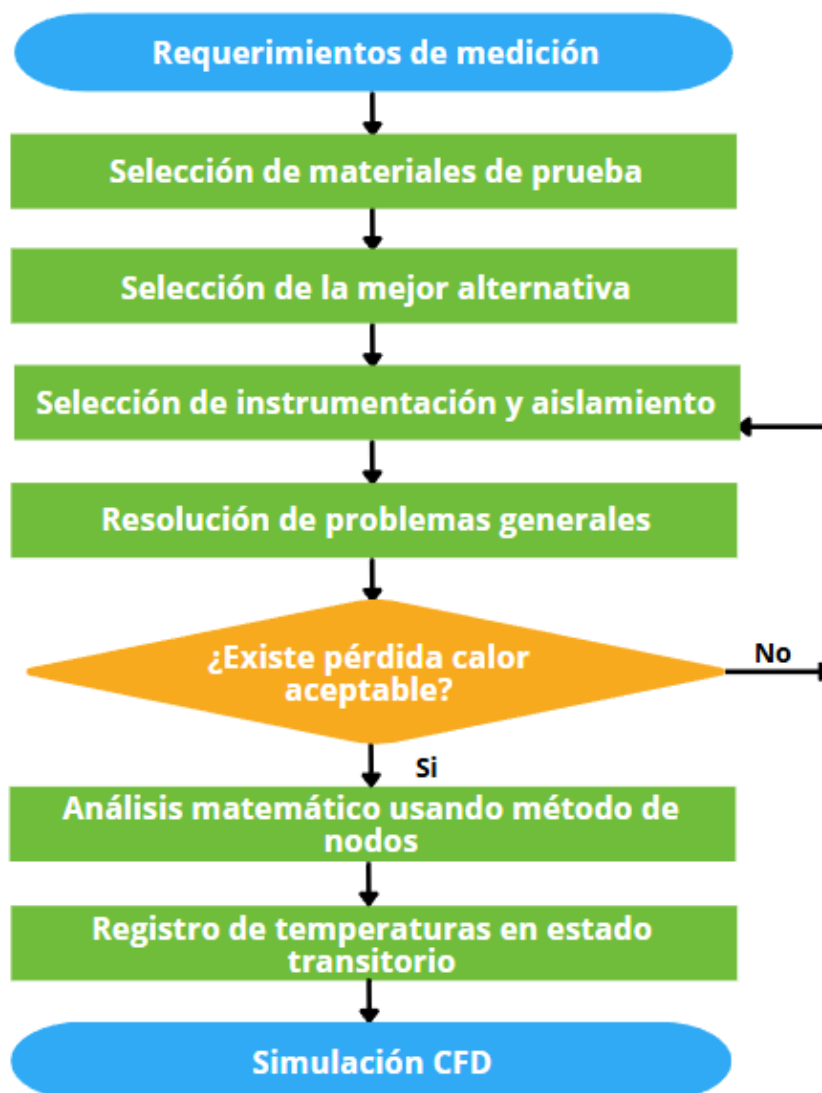 Requerimientos de medición
Selección de materiales de prueba
Selección de la mejor alternativa
Selección de instrumentación y aislamiento
Resolución de problemas generales
¿Existe pérdida calor
aceptable?
No
Si
Análisis matemático usando método de
nodos
Registro de temperaturas en estado
transitorio
Simulación CFD